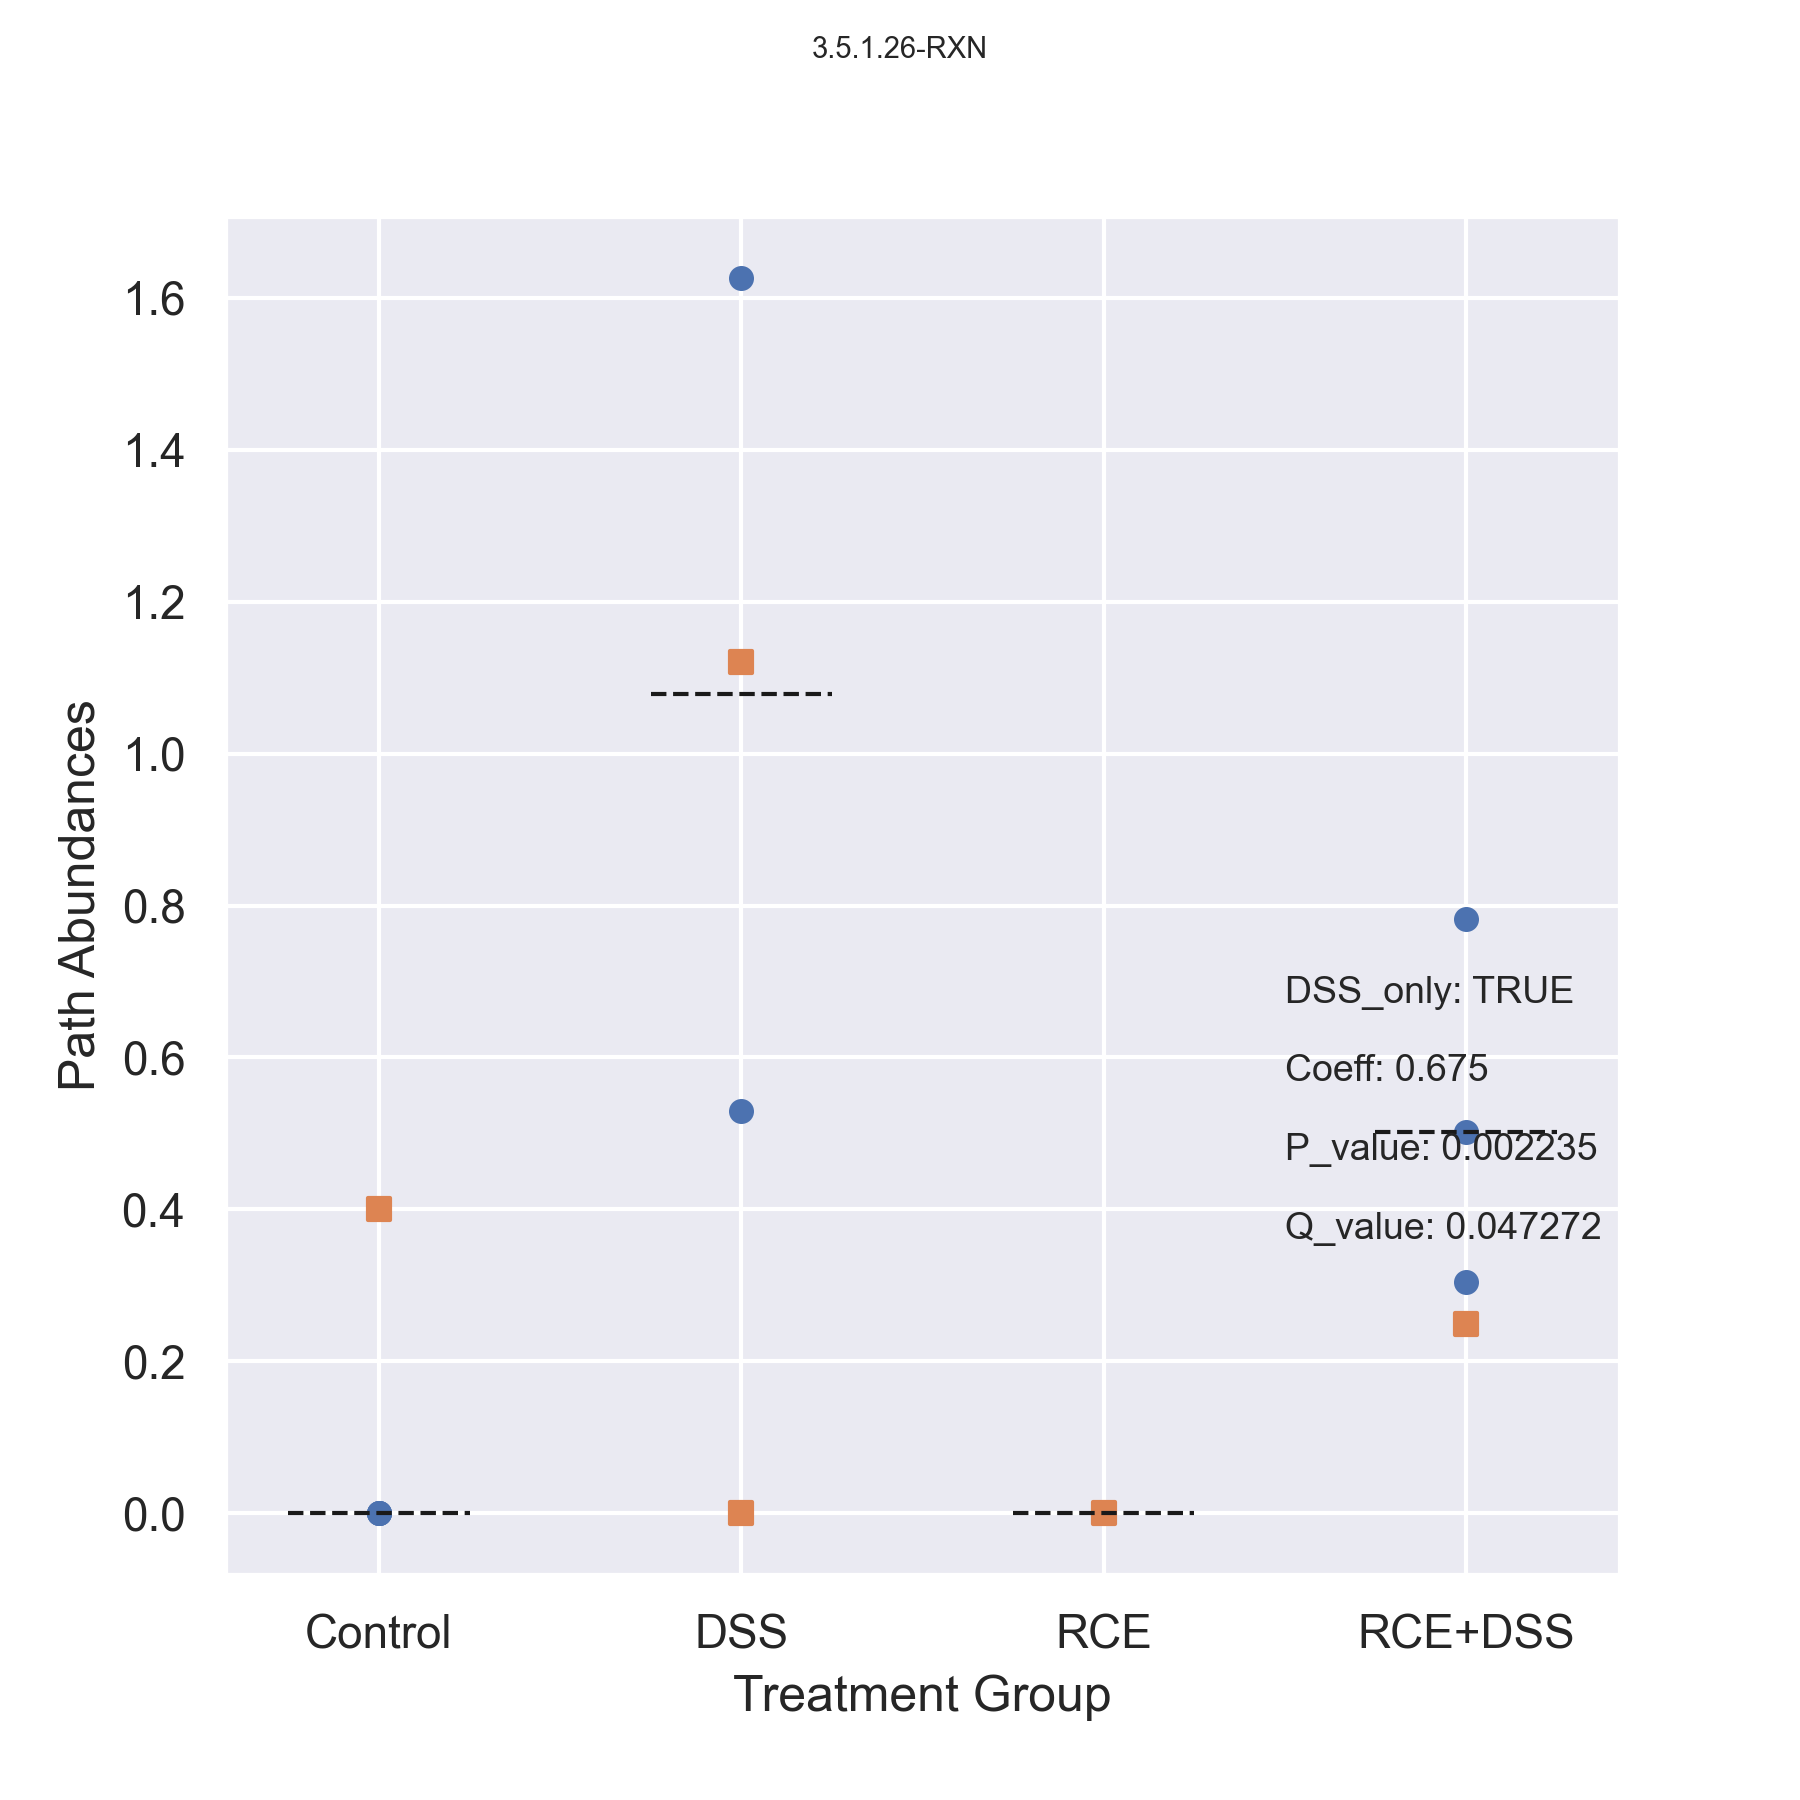 3.5.1.26-RXN
1.6
1.4
1.2
1.0
0.8
0.6
0.4
0.2
0.0
Path Abundances
DSS_only: TRUE
Coeff: 0.675
P_value: 0.002235
Q_value: 0.047272
Control
DSS
RCE
RCE+DSS
Treatment Group